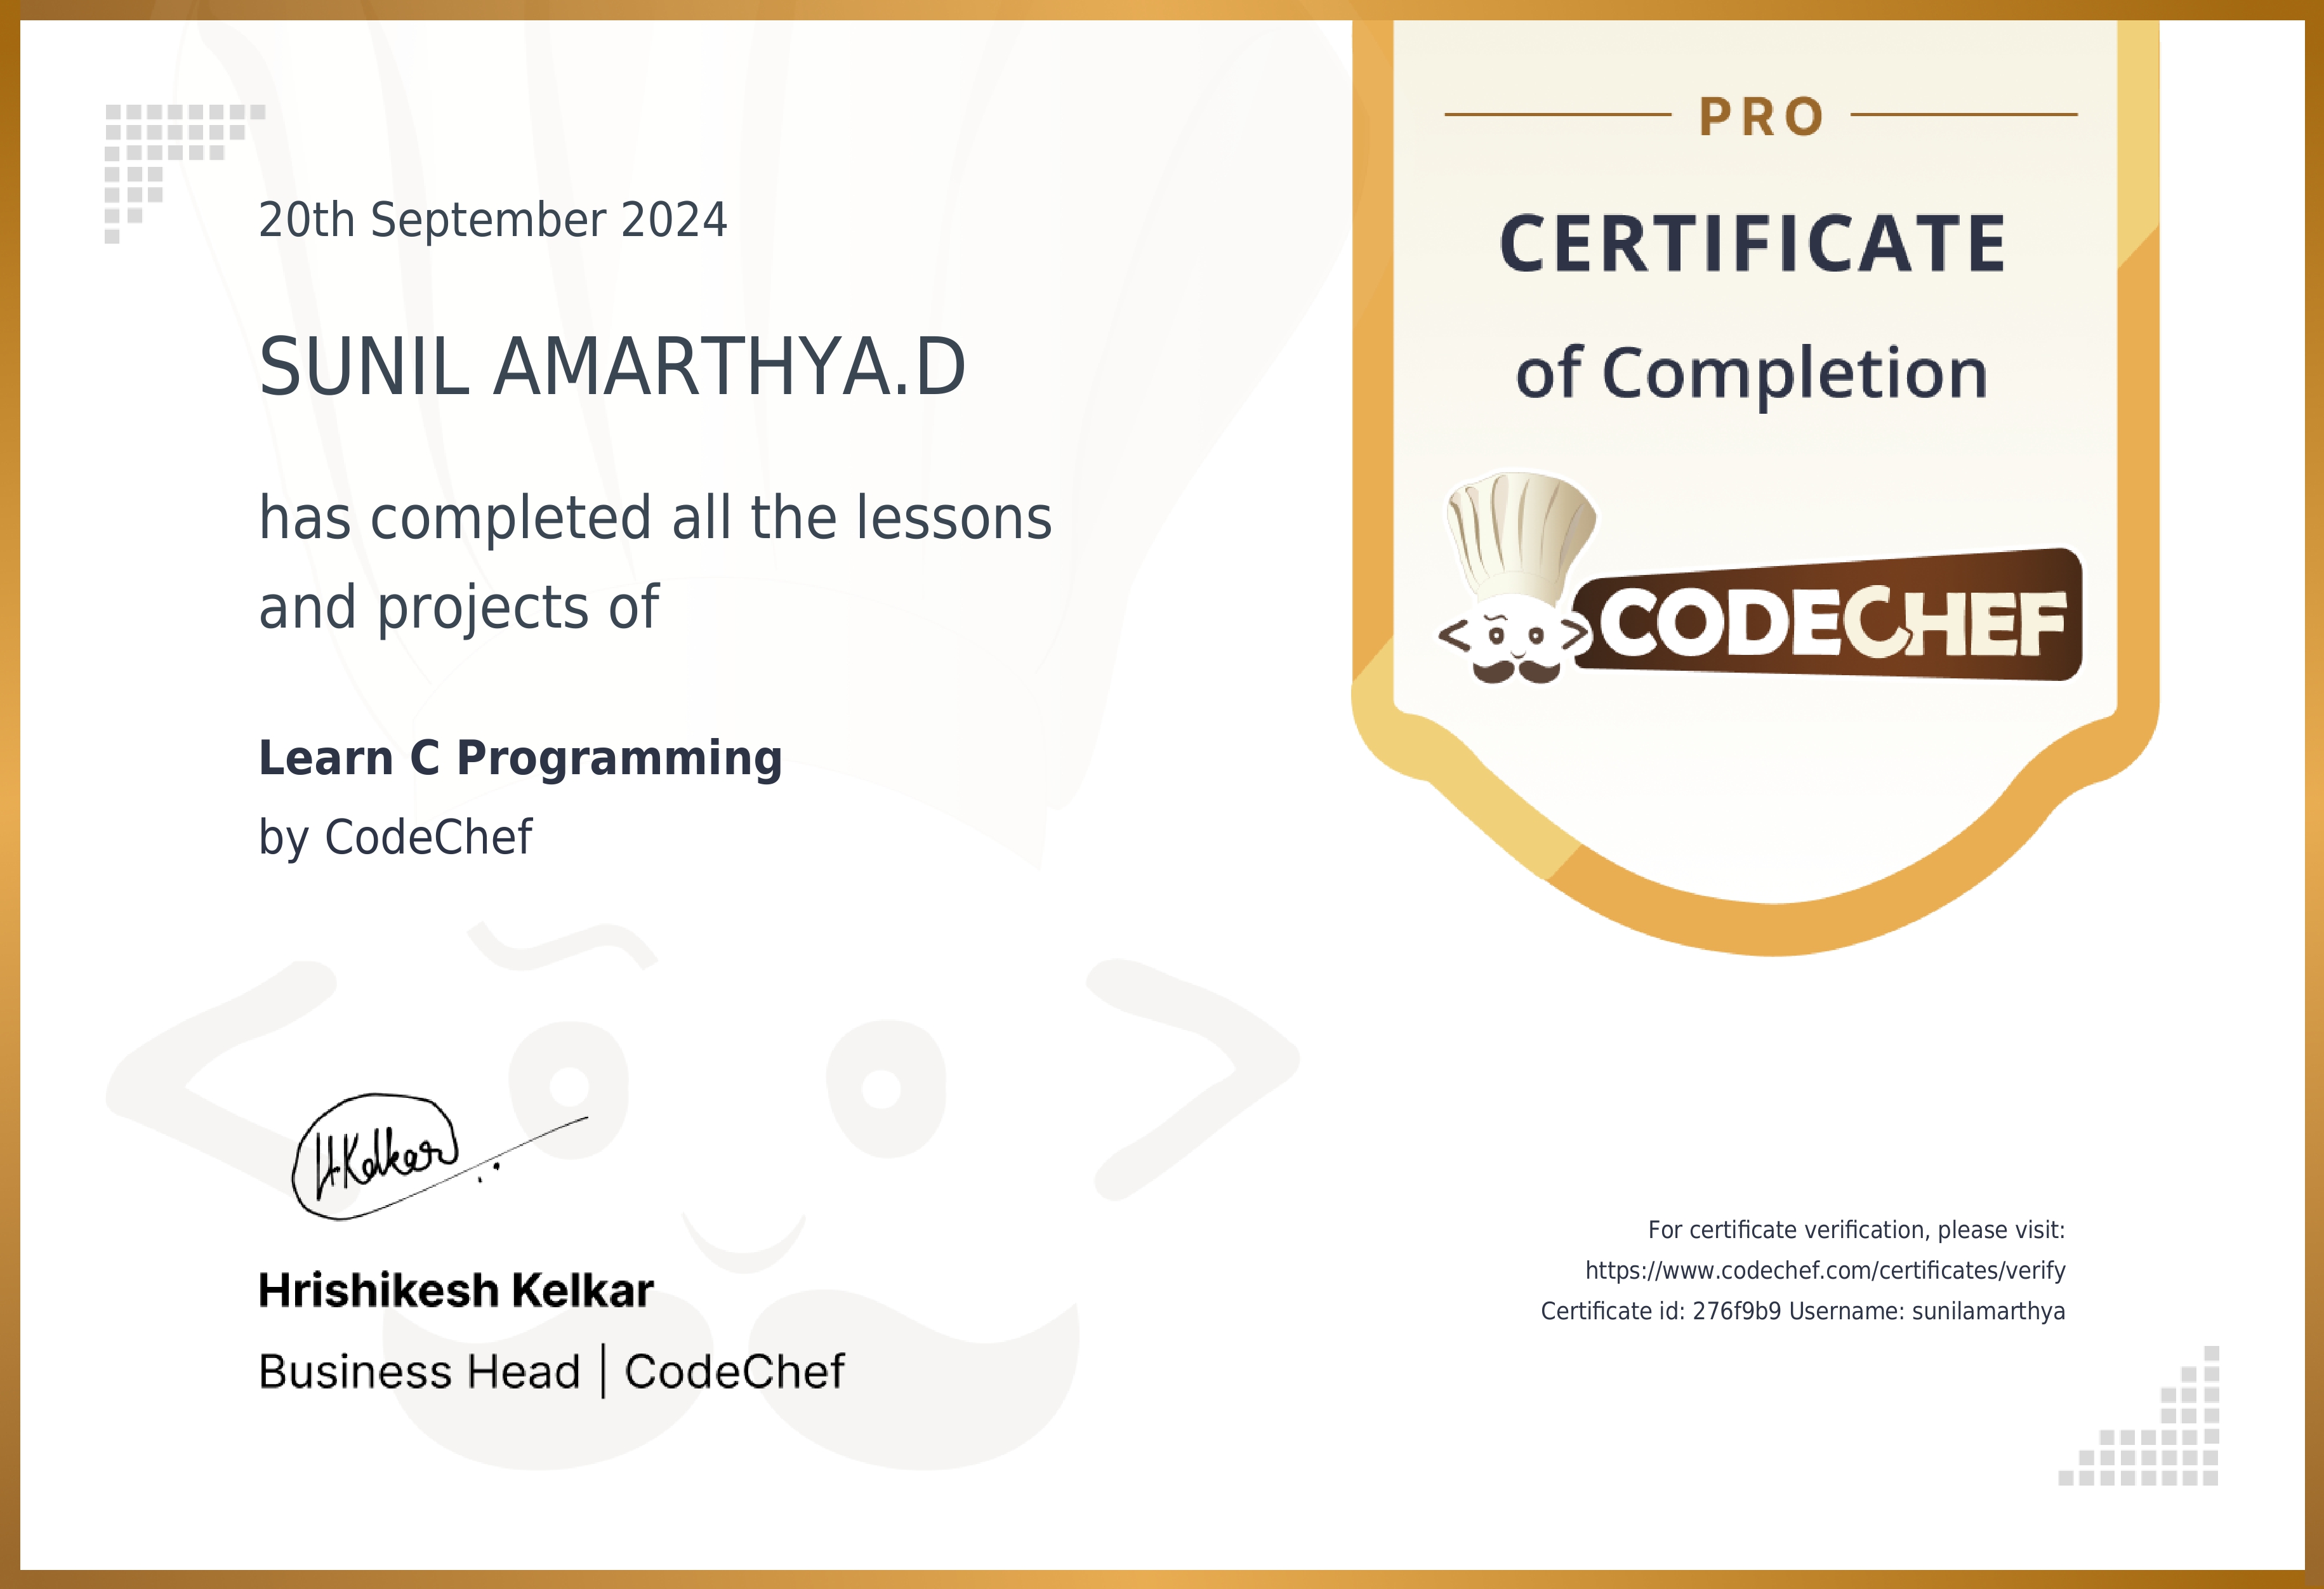 20th September 2024
SUNIL AMARTHYA.D
has completed all the lessons
and projects of
Learn C Programming
by CodeChef
HKelkar
Hrishikesh Kelkar
Business Head | CodeChef
PRO
CERTIFICATE
of Completion
CODECHEF
For certificate verification, please visit:
https://www.codechef.com/certificates/verify
Certificate id: 276f9b9 Username: sunilamarthya